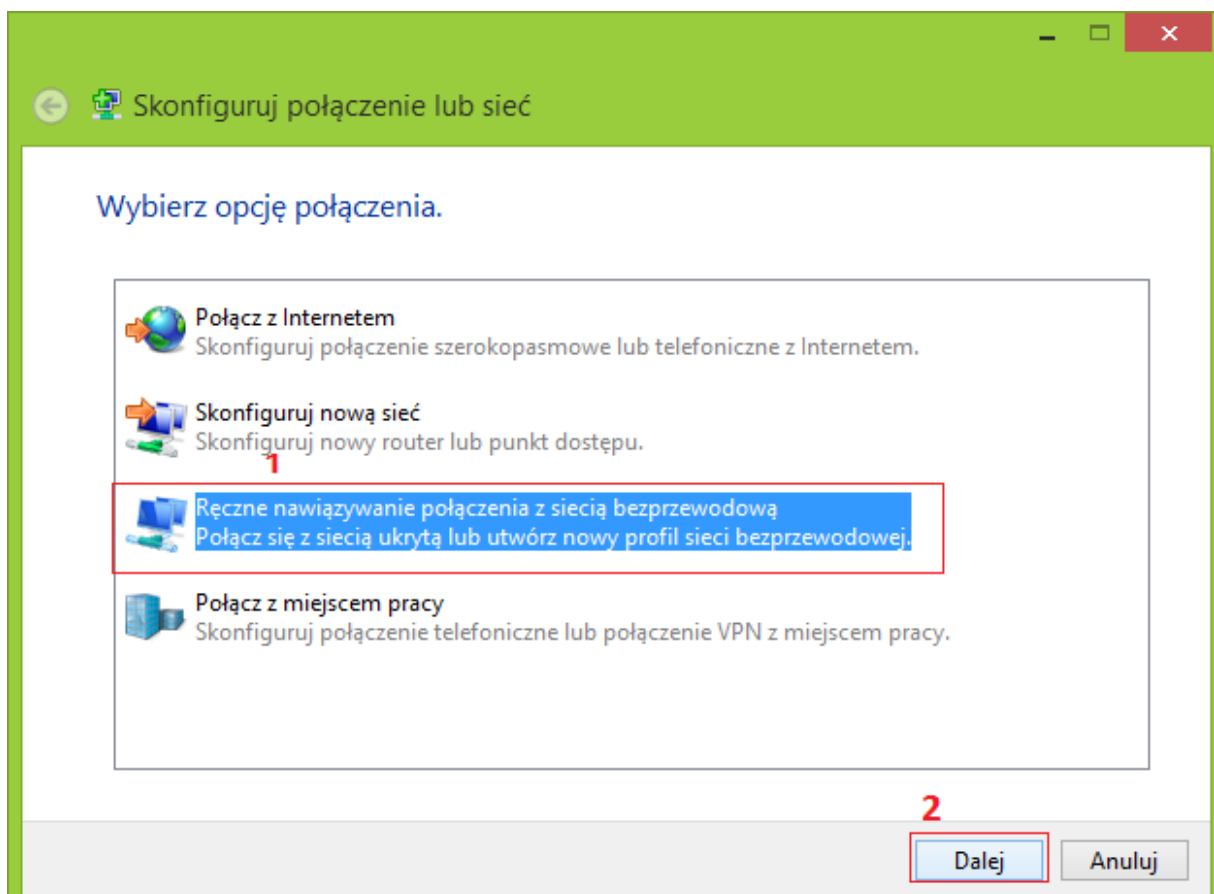 Skonfiguruj połączenie lub sieć
Wybierz opcję połączenia.
Połącz z Internetem
Skonfiguruj połączenie szerokopasmowe lub telefoniczne z Internetem.
Skonfiguruj nową sieć
Skonfiguruj nowy router lub punkt dostępu.
1
Ręczne nawiązywanie połączenia z siecią bezprzewodową
Połącz się z siecią ukrytą lub utwórz nowy profil sieci bezprzewodowej.
Połącz z miejscem pracy
Skonfiguruj połączenie telefoniczne lub połączenie VPN z miejscem pracy.
2
Dalej Anuluj